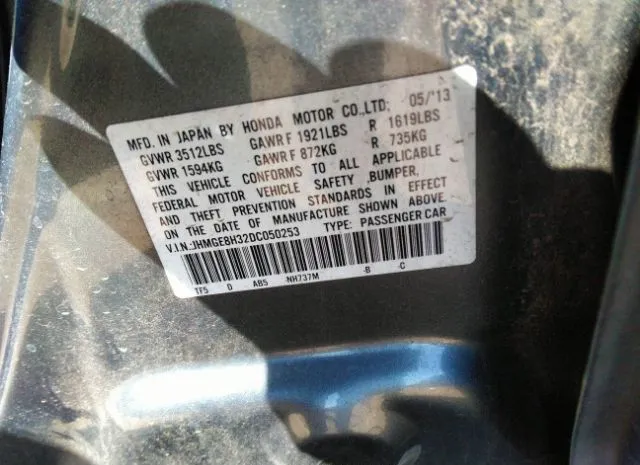 MFD. IN JAPAN BY HONDA MOTOR CO.,LTD; 05/'13
GVWR 3512LBS GAWR F 1921LBS R 1619LBS
GVWR 1594KG GAWR F 872KG R 735KG
THIS VEHICLE CONFORMS TO ALL APPLICABLE
FEDERAL MOTOR VEHICLE SAFETY ,BUMPER,
AND THEFT PREVENTION STANDARDS IN EFFECT
ON THE DATE OF MANUFACTURE SHOWN ABOVE.
V.I.N.:JHMGE8H32DC050253 TYPE: PASSENGER CAR
TF5 D ABS NH737M -B -C